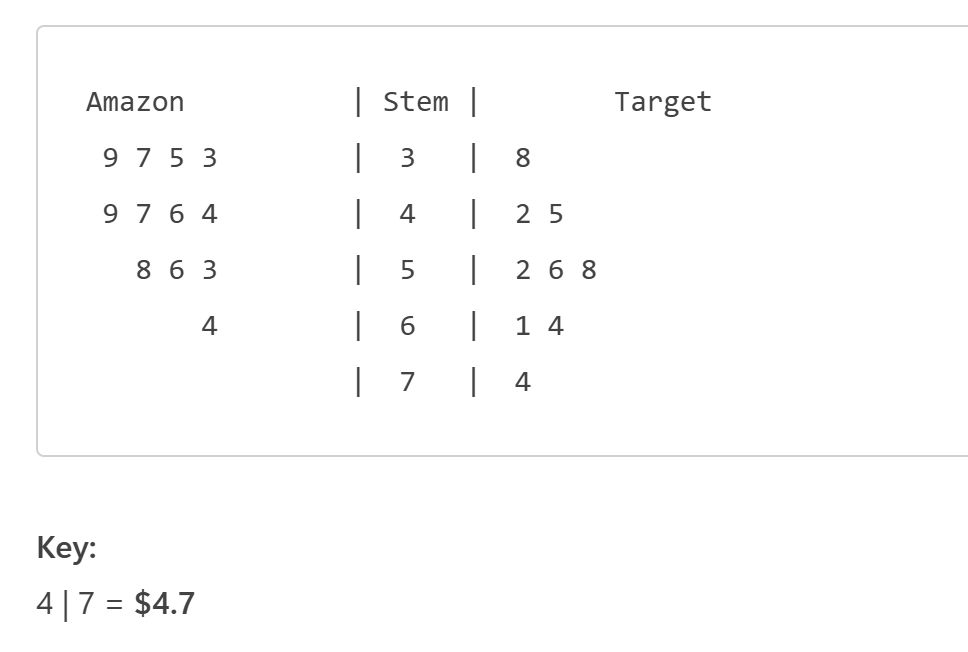 Amazon | Stem | Target
9 7 5 3 | 3 | 8
9 7 6 4 | 4 | 2 5
8 6 3 | 5 | 2 6 8
4 | 6 | 1 4
| 7 | 4
Key:
4|7 = $4.7